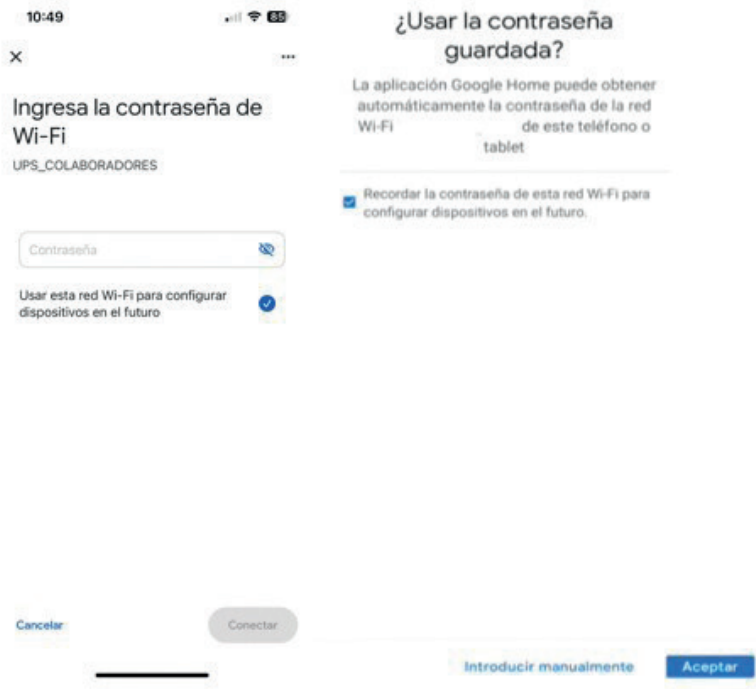 10:49
85
Ingresa la contraseña de
Wi-Fi
UPS_COLABORADORES
Contraseña
Usar esta red Wi-Fi para configurar
dispositivos en el futuro
Cancelar
Conectar
¿Usar la contraseña
guardada?
La aplicación Google Home puede obtener
automáticamente la contraseña de la red
Wi-Fi de este teléfono o
tablet
Recordar la contraseña de esta red Wi-Fi para
configurar dispositivos en el futuro.
Introducir manualmente
Aceptar